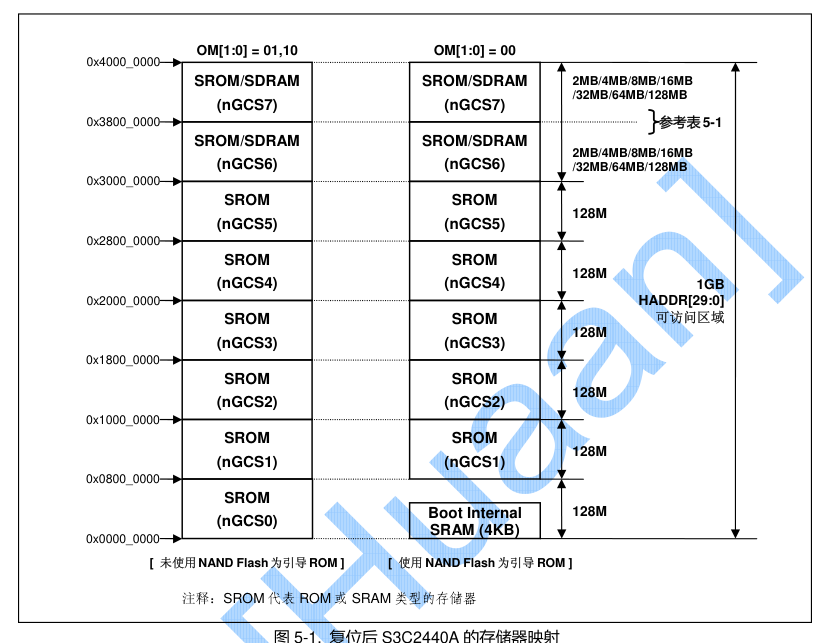 OM[1:0] = 01,10
OM[1:0] = 00
0x4000_0000
SROM/SDRAM
(nGCS7)
SROM/SDRAM
(nGCS7)
2MB/4MB/8MB/16MB
/32MB/64MB/128MB
0x3800_0000
参考表 5-1
SROM/SDRAM
(nGCS6)
SROM/SDRAM
(nGCS6)
2MB/4MB/8MB/16MB
/32MB/64MB/128MB
0x3000_0000
SROM
(nGCS5)
SROM
(nGCS5)
128M
0x2800_0000
SROM
(nGCS4)
SROM
(nGCS4)
128M
1GB
HADDR[29:0]
可访问区域
0x2000_0000
SROM
(nGCS3)
SROM
(nGCS3)
128M
0x1800_0000
SROM
(nGCS2)
SROM
(nGCS2)
128M
0x1000_0000
SROM
(nGCS1)
SROM
(nGCS1)
128M
0x0800_0000
SROM
(nGCS0)
Boot Internal
SRAM (4KB)
128M
0x0000_0000
[ 未使用 NAND Flash 为引导 ROM ]
[ 使用 NAND Flash 为引导 ROM ]
注释：SROM 代表 ROM 或 SRAM 类型的存储器
图 5-1. 复位后 S3C2440A 的存储器映射
[Huaan]